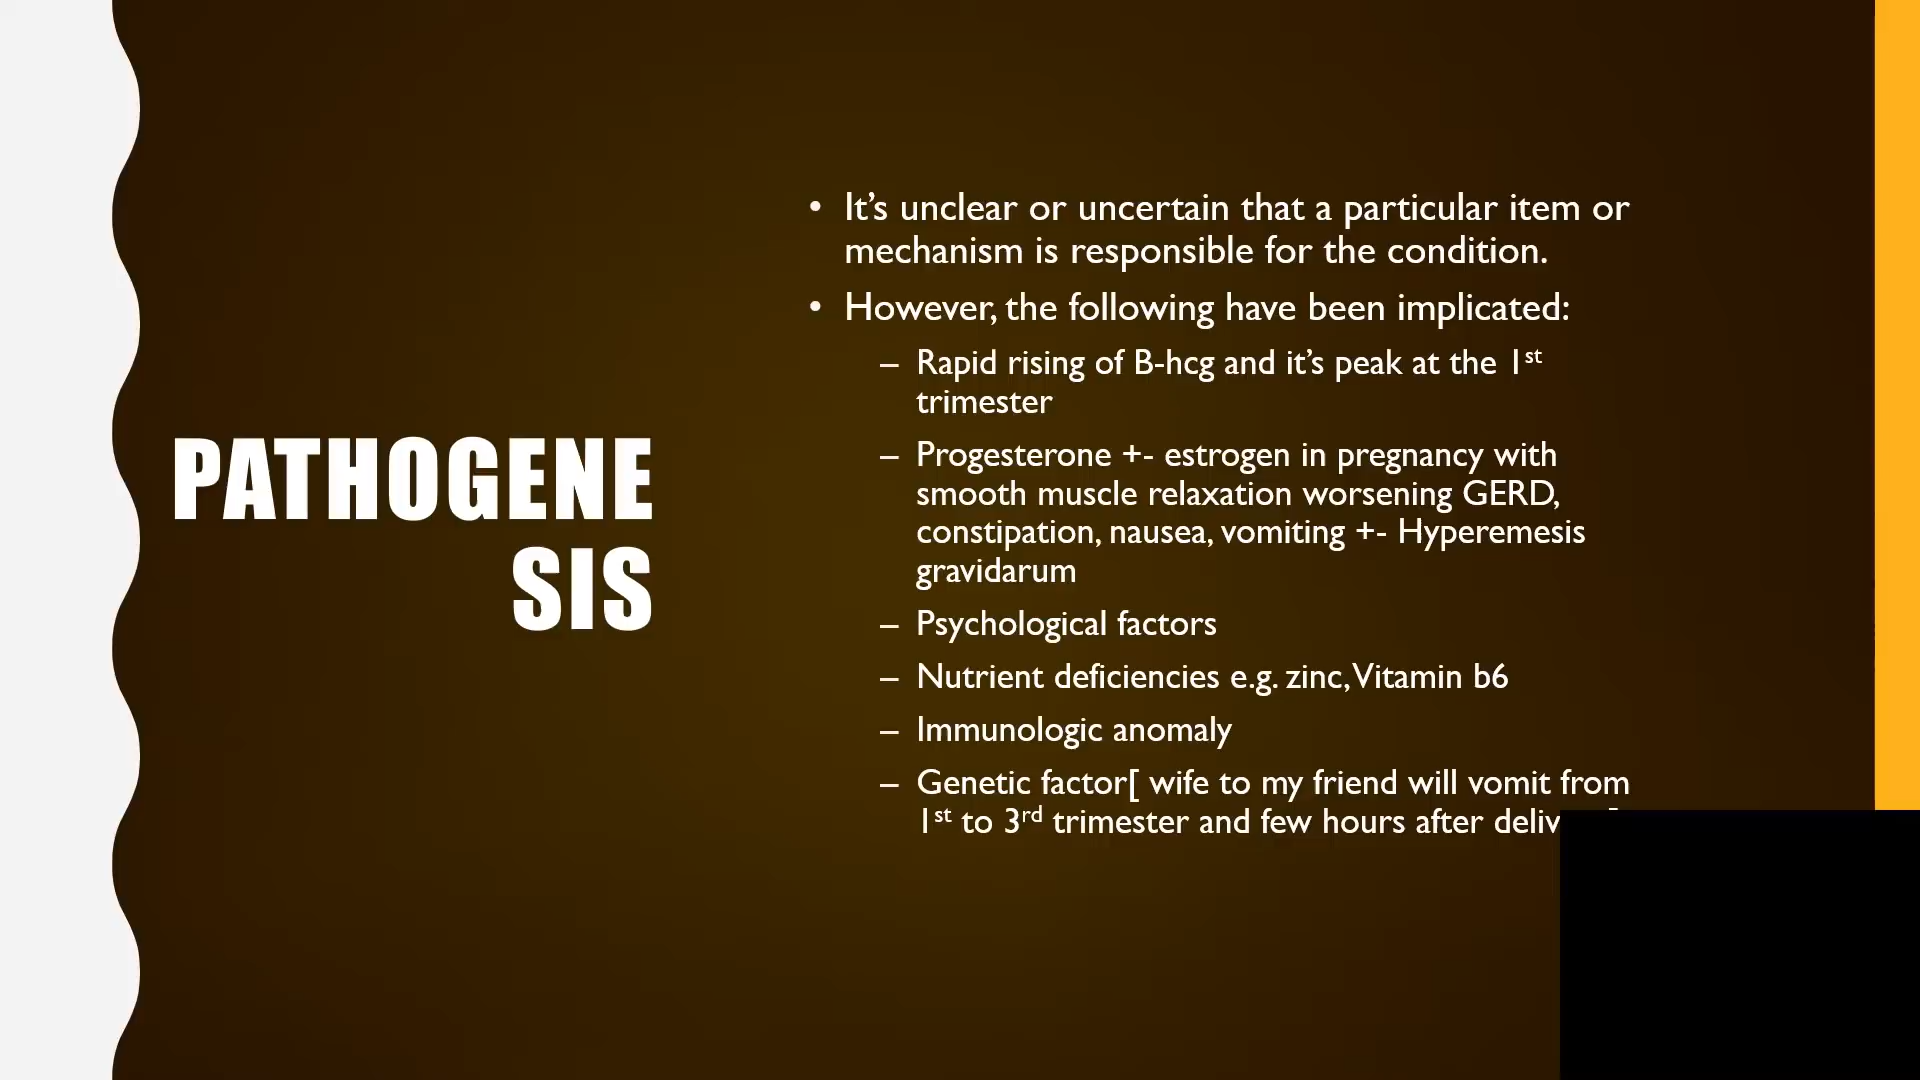 PATHOGENE
SIS
• It’s unclear or uncertain that a particular item or
mechanism is responsible for the condition.
• However, the following have been implicated:
– Rapid rising of B-hcg and it’s peak at the 1st
trimester
– Progesterone +- estrogen in pregnancy with
smooth muscle relaxation worsening GERD,
constipation, nausea, vomiting +- Hyperemesis
gravidarum
– Psychological factors
– Nutrient deficiencies e.g. zinc, Vitamin b6
– Immunologic anomaly
– Genetic factor[ wife to my friend will vomit from
1st to 3rd trimester and few hours after